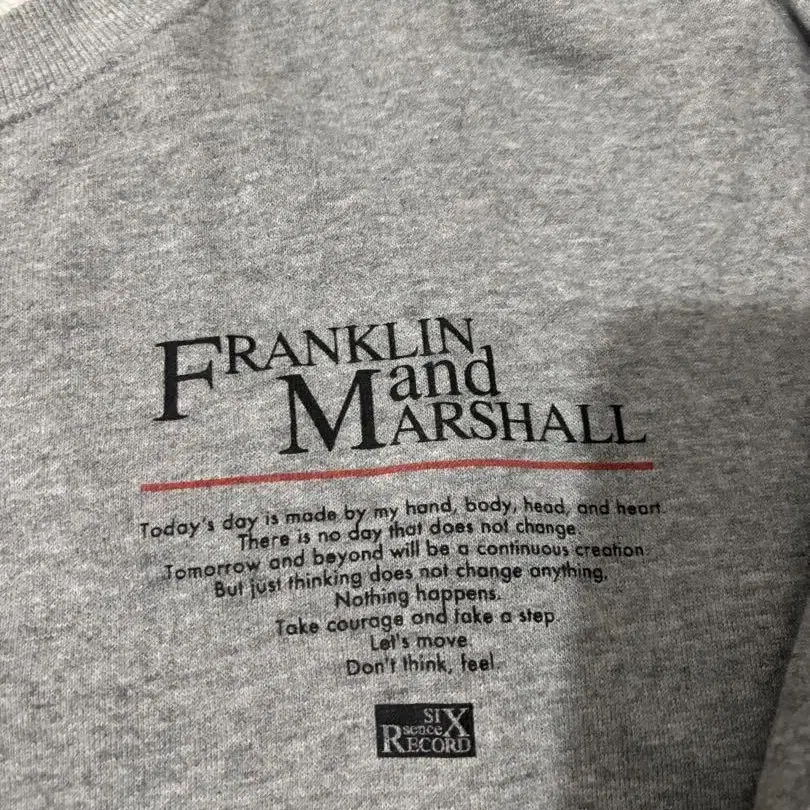 FRANKLIN
and
MARSHALL
Today's day is made by my hand, body, head, and heart.
There is no day that does not change.
Tomorrow and beyond will be a continuous creation.
But just thinking does not change anything.
Nothing happens.
Take courage and take a step.
Let's move.
Don't think, feel.
SIX
sence
RECORD